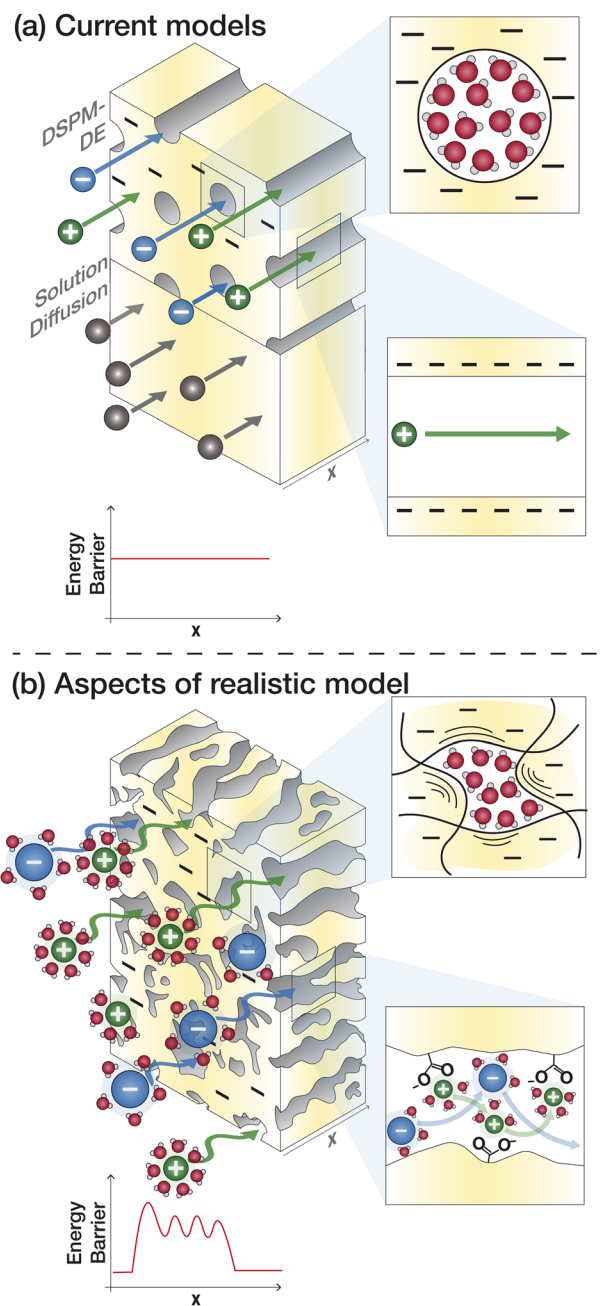 (a) Current models
DSPM-
DE
Solution
Diffusion
x
Energy
Barrier
x
(b) Aspects of realistic model
O
O
O
O
O
O
x
Energy
Barrier
x